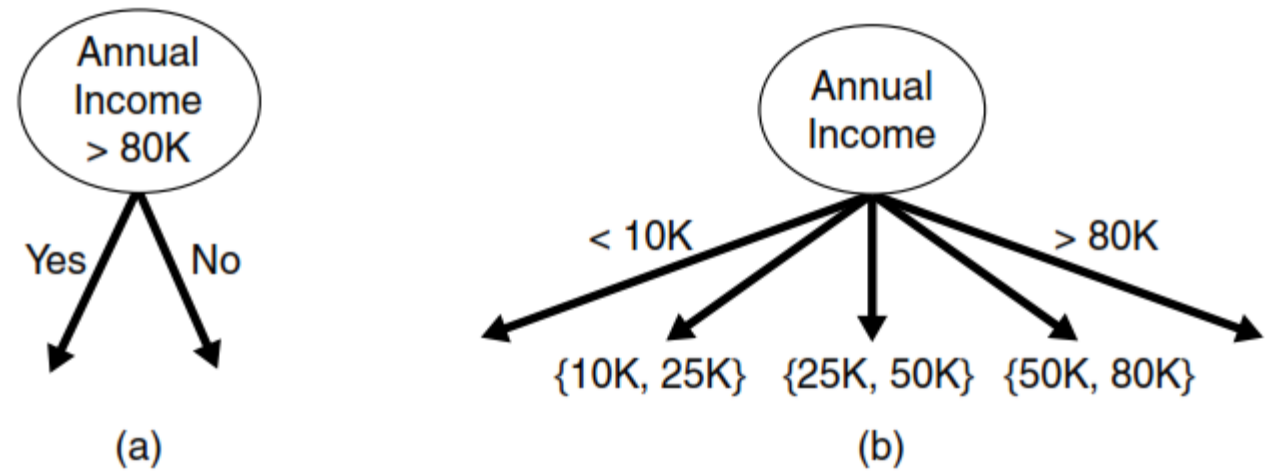 Annual
Income
> 80K
Yes
No
(a)
Annual
Income
< 10K
> 80K
{10K, 25K} {25K, 50K} {50K, 80K}
(b)